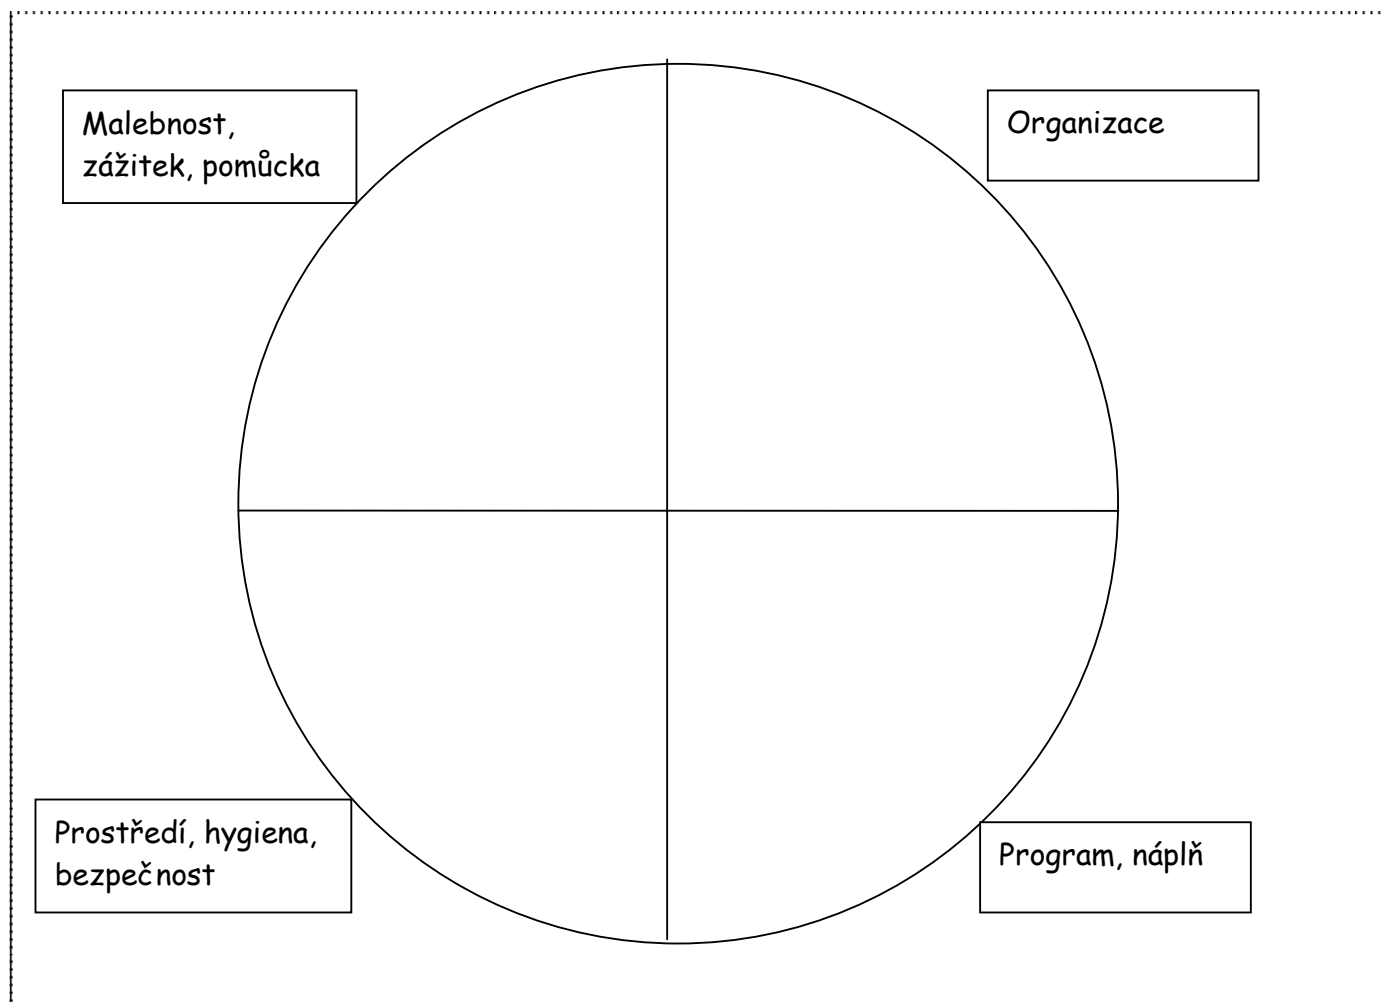 Malebnost,
zážitek, pomůcka
Organizace
Prostředí, hygiena,
bezpečnost
Program, náplň